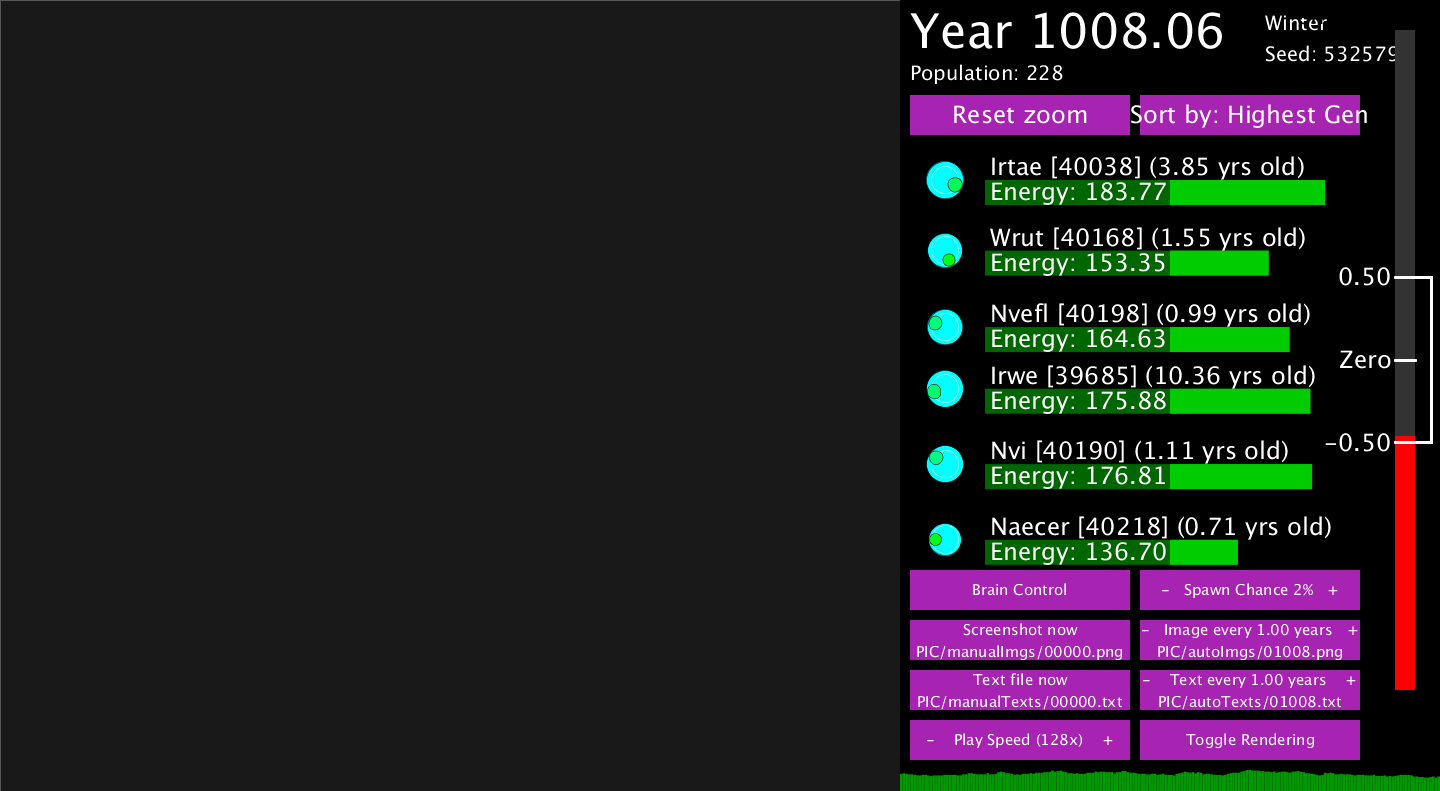 Year 1008.06
Winter
Seed: 532579
Population: 228
Reset zoom
Sort by: Highest Gen
Irtae [40038] (3.85 yrs old)
Energy: 183.77
Wrut [40168] (1.55 yrs old)
Energy: 153.35
0.50
Nvefl [40198] (0.99 yrs old)
Energy: 164.63
Zero
Irwe [39685] (10.36 yrs old)
Energy: 175.88
-0.50
Nvi [40190] (1.11 yrs old)
Energy: 176.81
Naecer [40218] (0.71 yrs old)
Energy: 136.70
Brain Control
- Spawn Chance 2% +
Screenshot now
PIC/manualImgs/00000.png
- Image every 1.00 years +
PIC/autoImgs/01008.png
Text file now
PIC/manualTexts/00000.txt
- Text every 1.00 years +
PIC/autoTexts/01008.txt
- Play Speed (128x) +
Toggle Rendering